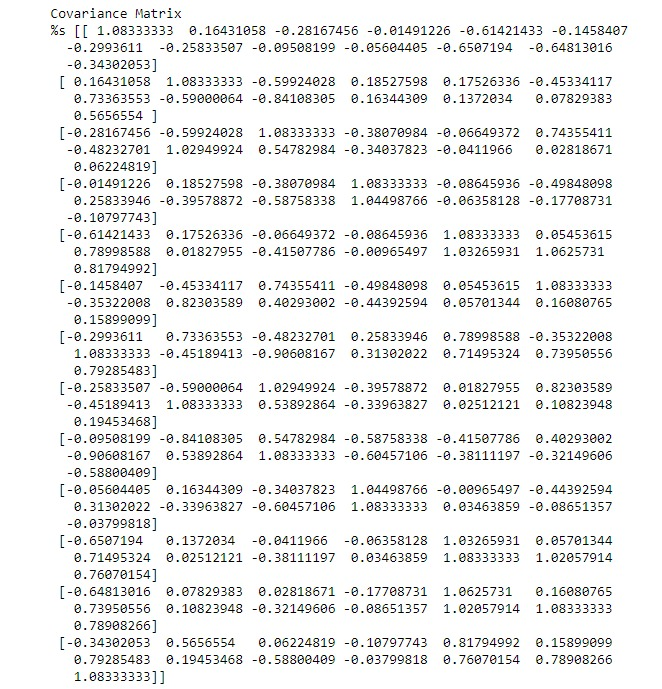 Covariance Matrix
%s [[ 1.08333333  0.16431058 -0.28167456 -0.01491226 -0.61421433 -0.1458407
  -0.2993611  -0.25833507 -0.09508199 -0.05604405 -0.6507194  -0.64813016
  -0.34302053]
 [ 0.16431058  1.08333333 -0.59924028  0.18527598  0.17526336 -0.45334117
   0.73363553 -0.59000064 -0.84108305  0.16344309  0.1372034   0.07829383
   0.5656554 ]
 [-0.28167456 -0.59924028  1.08333333 -0.38070984 -0.06649372  0.74355411
  -0.48232701  1.02949924  0.54782984 -0.34037823 -0.0411966   0.02818671
   0.06224819]
 [-0.01491226  0.18527598 -0.38070984  1.08333333 -0.08645936 -0.49848098
   0.25833946 -0.39578872 -0.58758338  1.04498766 -0.06358128 -0.17708731
  -0.10797743]
 [-0.61421433  0.17526336 -0.06649372 -0.08645936  1.08333333  0.05453615
   0.78998588  0.01827955 -0.41507786 -0.00965497  1.03265931  1.0625731
   0.81794992]
 [-0.1458407  -0.45334117  0.74355411 -0.49848098  0.05453615  1.08333333
  -0.35322008  0.82303589  0.40293002 -0.44392594  0.05701344  0.16080765
   0.15899099]
 [-0.2993611   0.73363553 -0.48232701  0.25833946  0.78998588 -0.35322008
   1.08333333 -0.45189413 -0.90608167  0.31302022  0.71495324  0.73950556
   0.79285483]
 [-0.25833507 -0.59000064  1.02949924 -0.39578872  0.01827955  0.82303589
  -0.45189413  1.08333333  0.53892864 -0.33963827  0.02512121  0.10823948
   0.19453468]
 [-0.09508199 -0.84108305  0.54782984 -0.58758338 -0.41507786  0.40293002
  -0.90608167  0.53892864  1.08333333 -0.60457106 -0.38111197 -0.32149606
  -0.58800409]
 [-0.05604405  0.16344309 -0.34037823  1.04498766 -0.00965497 -0.44392594
   0.31302022 -0.33963827 -0.60457106  1.08333333  0.03463859 -0.08651357
  -0.03799818]
 [-0.6507194   0.1372034  -0.0411966  -0.06358128  1.03265931  0.05701344
   0.71495324  0.02512121 -0.38111197  0.03463859  1.08333333  1.02057914
   0.76070154]
 [-0.64813016  0.07829383  0.02818671 -0.17708731  1.0625731   0.16080765
   0.73950556  0.10823948 -0.32149606 -0.08651357  1.02057914  1.08333333
   0.78908266]
 [-0.34302053  0.5656554   0.06224819 -0.10797743  0.81794992  0.15899099
   0.79285483  0.19453468 -0.58800409 -0.03799818  0.76070154  0.78908266
   1.08333333]]